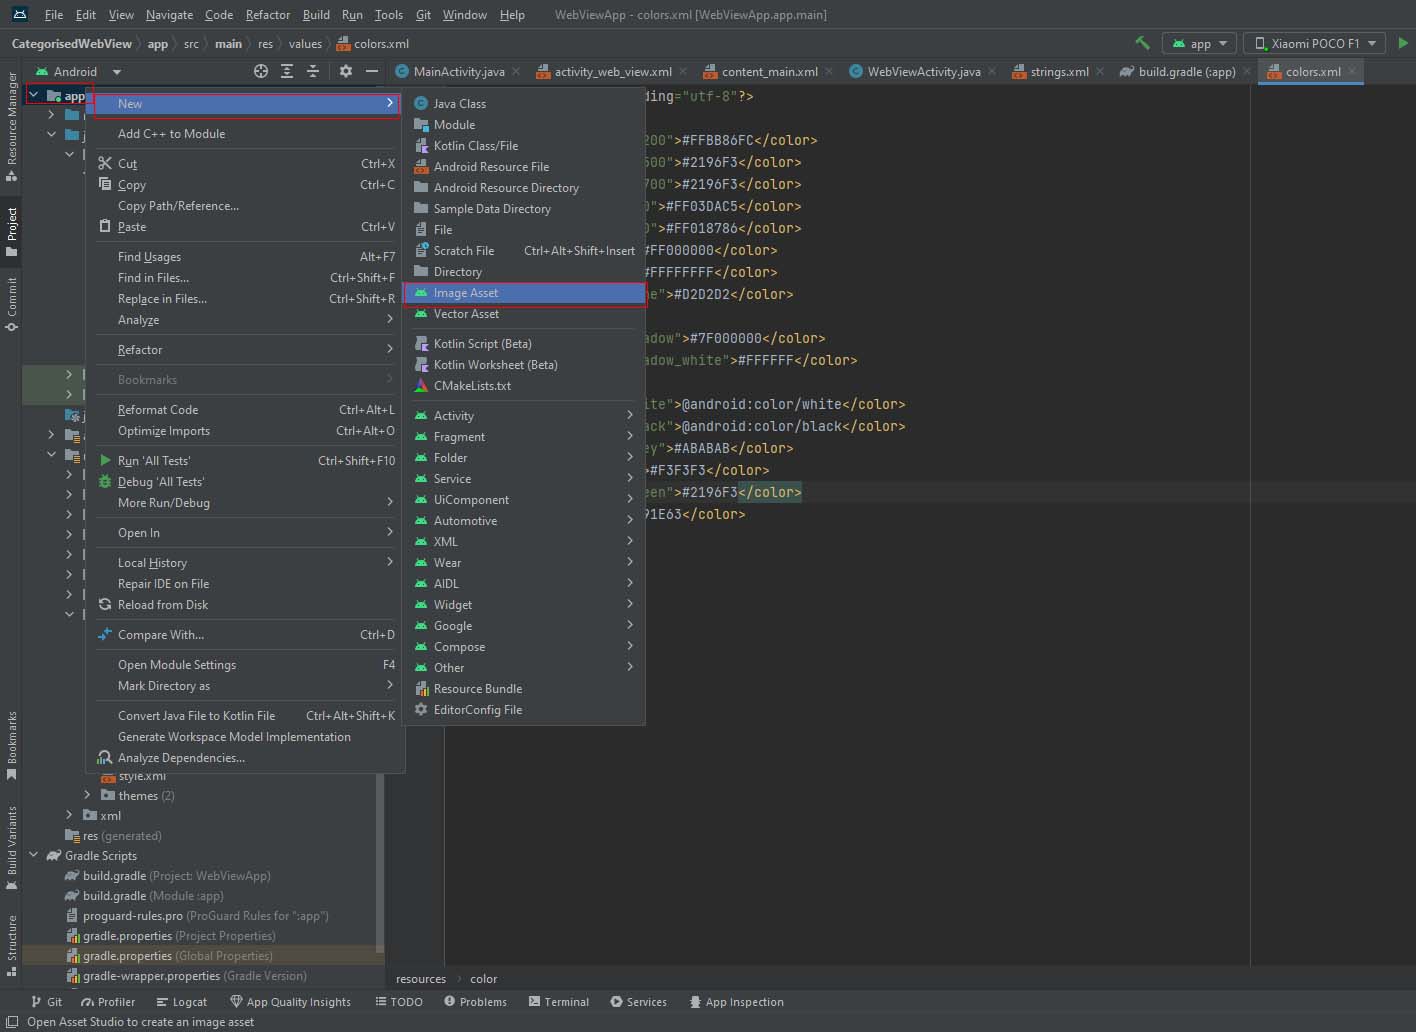 File Edit View Navigate Code Refactor Build Run Tools Git Window Help WebViewApp - colors.xml [WebViewApp.app.main]
CategorisedWebView app src main res values colors.xml app Xiaomi POCO F1
Android MainActivity.java activity_web_view.xml content_main.xml WebViewActivity.java strings.xml build.gradle (:app) colors.xml
Resource Manager
Project
Commit
Bookmarks
Build Variants
Structure
app
New
Add C++ to Module
Cut Ctrl+X
Copy Ctrl+C
Copy Path/Reference...
Paste Ctrl+V
Find Usages Alt+F7
Find in Files... Ctrl+Shift+F
Replace in Files... Ctrl+Shift+R
Analyze
Refactor
Bookmarks
Reformat Code Ctrl+Alt+L
Optimize Imports Ctrl+Alt+O
Run 'All Tests' Ctrl+Shift+F10
Debug 'All Tests'
More Run/Debug
Open In
Local History
Repair IDE on File
Reload from Disk
Compare With... Ctrl+D
Open Module Settings F4
Mark Directory as
Convert Java File to Kotlin File Ctrl+Alt+Shift+K
Generate Workspace Model Implementation
Analyze Dependencies...
Java Class
Module
Kotlin Class/File
Android Resource File
Android Resource Directory
Sample Data Directory
File
Scratch File Ctrl+Alt+Shift+Insert
Directory
Image Asset
Vector Asset
Kotlin Script (Beta)
Kotlin Worksheet (Beta)
CMakeLists.txt
Activity
Fragment
Folder
Service
UiComponent
Automotive
XML
Wear
AIDL
Widget
Google
Compose
Other
Resource Bundle
EditorConfig File
ding="utf-8"?>
200">#FFBB86FC</color>
500">#2196F3</color>
700">#2196F3</color>
0">#FF03DAC5</color>
0">#FF018786</color>
#FF000000</color>
#FFFFFFFF</color>
ne">#D2D2D2</color>
adow">#7F000000</color>
adow_white">#FFFFFF</color>
ite">@android:color/white</color>
ack">@android:color/black</color>
ey">#ABABAB</color>
>#F3F3F3</color>
een">#2196F3</color>
91E63</color>
style.xml
themes (2)
xml
res (generated)
Gradle Scripts
build.gradle (Project: WebViewApp)
build.gradle (Module :app)
proguard-rules.pro (ProGuard Rules for ":app")
gradle.properties (Project Properties)
gradle.properties (Global Properties)
gradle-wrapper.properties (Gradle Version)
resources color
Git Profiler Logcat App Quality Insights TODO Problems Terminal Services App Inspection
Open Asset Studio to create an image asset